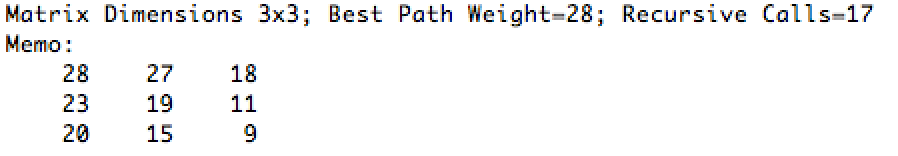 Matrix Dimensions 3x3; Best Path Weight=28; Recursive Calls=17
Memo:
28 27 18
23 19 11
20 15 9